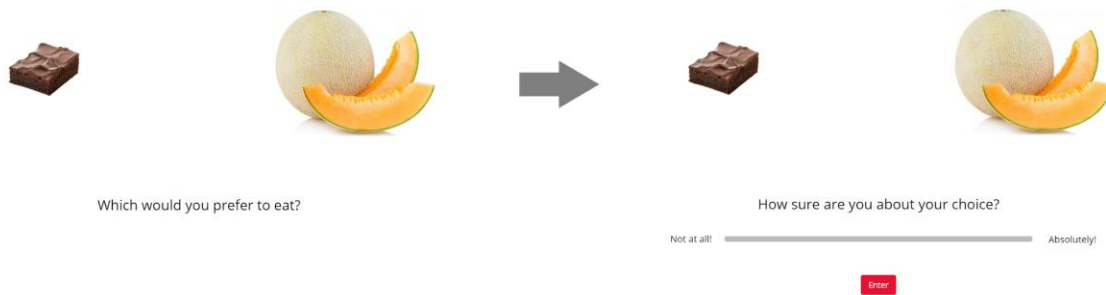 Which would you prefer to eat?
How sure are you about your choice?
Not at all! Absolutely!
Enter